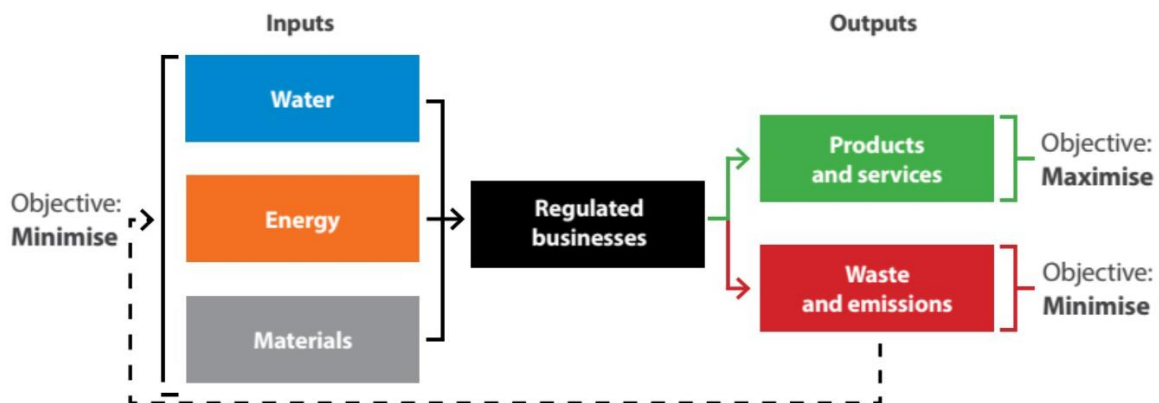 Inputs
Outputs
Water
Energy
Materials
Objective:
Minimise
Regulated
businesses
Products
and services
Objective:
Maximise
Waste
and emissions
Objective:
Minimise